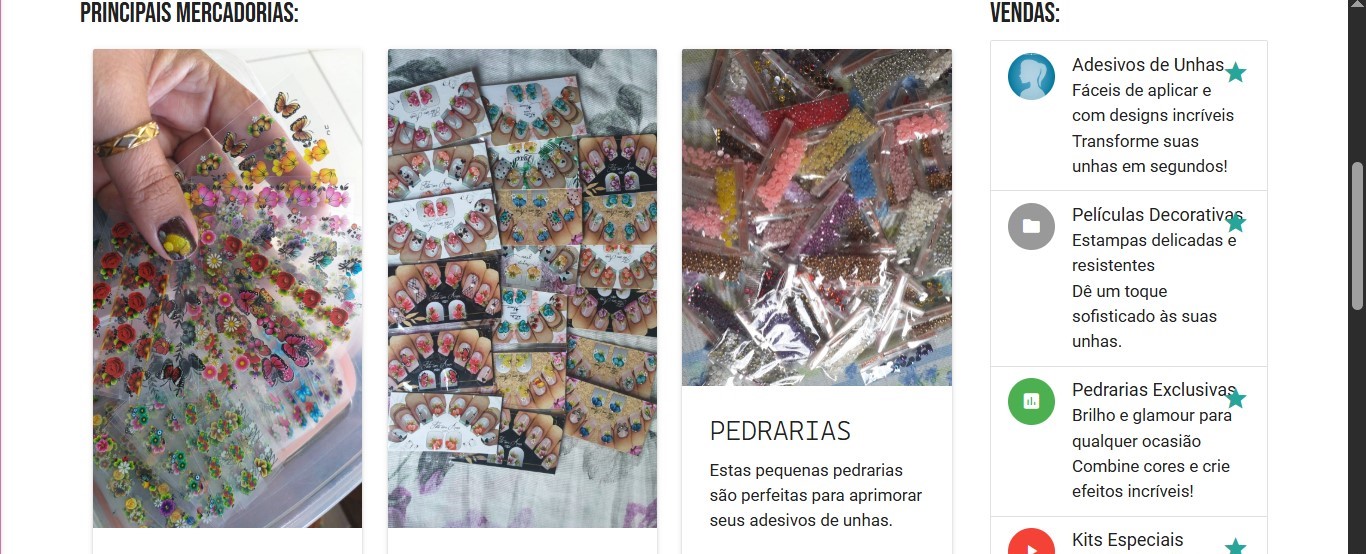 PRINCIPAIS MERCADORIAS:
PEDRARIAS
Estas pequenas pedrarias
são perfeitas para aprimorar
seus adesivos de unhas.
VENDAS:
Adesivos de Unhas
Fáceis de aplicar e
com designs incríveis
Transforme suas
unhas em segundos!
Películas Decorativas
Estampas delicadas e
resistentes
Dê um toque
sofisticado às suas
unhas.
Pedrarias Exclusivas
Brilho e glamour para
qualquer ocasião
Combine cores e crie
efeitos incríveis!
Kits Especiais